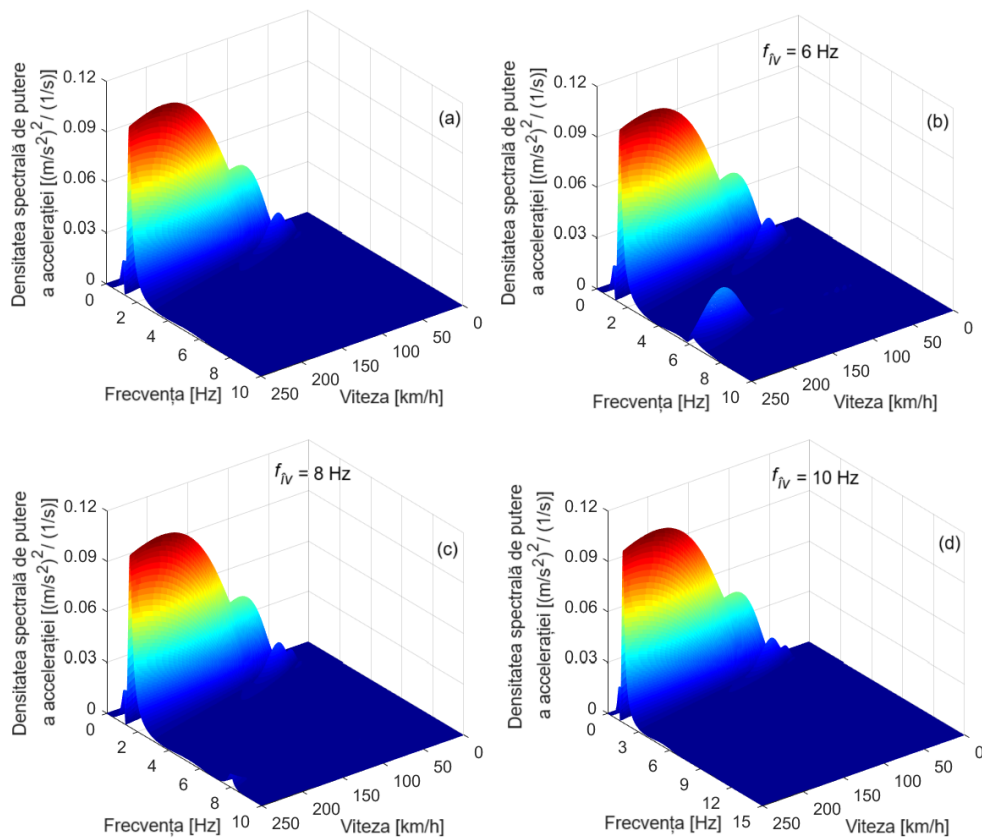 Densitatea spectrală de putere
a accelerației [(m/s²)²/ (1/s)]
0.12
0.09
0.06
0.03
0
(a)
0
2
4
6
8
10
Frecvența [Hz]
250
200
150
100
50
0
Viteza [km/h]
Densitatea spectrală de putere
a accelerației [(m/s²)²/ (1/s)]
0.12
0.09
0.06
0.03
0
f_îv = 6 Hz
(b)
0
2
4
6
8
10
Frecvența [Hz]
250
200
150
100
50
0
Viteza [km/h]
Densitatea spectrală de putere
a accelerației [(m/s²)²/ (1/s)]
0.12
0.09
0.06
0.03
0
f_îv = 8 Hz
(c)
0
2
4
6
8
10
Frecvența [Hz]
250
200
150
100
50
0
Viteza [km/h]
Densitatea spectrală de putere
a accelerației [(m/s²)²/ (1/s)]
0.12
0.09
0.06
0.03
0
f_îv = 10 Hz
(d)
0
3
6
9
12
15
Frecvența [Hz]
250
200
150
100
50
0
Viteza [km/h]